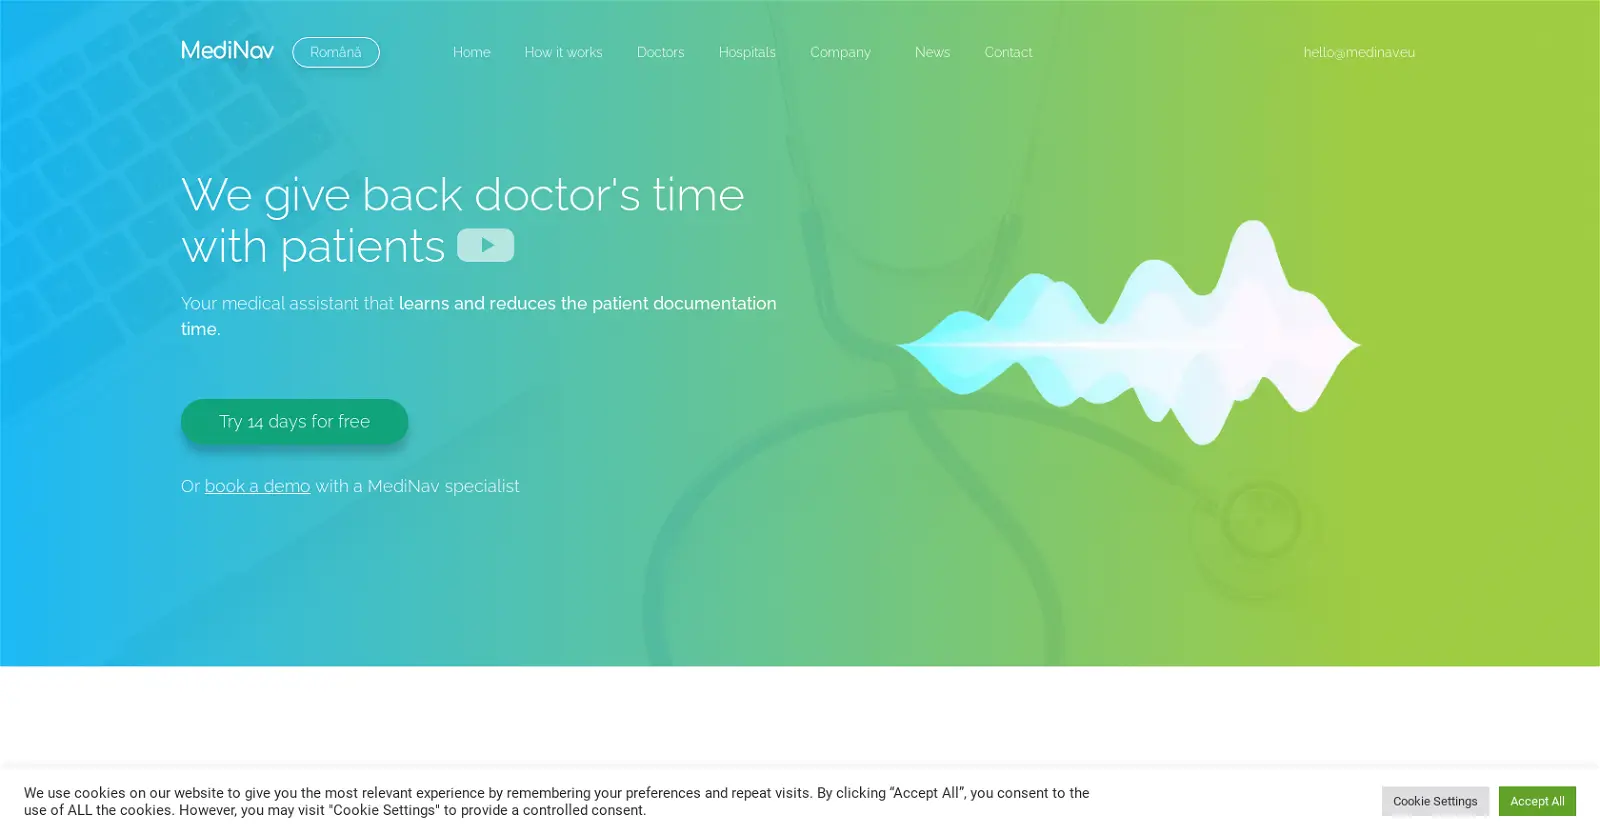 MediNav
Română
Home
How it works
Doctors
Hospitals
Company
News
Contact
hello@medinav.eu
We give back doctor's time
with patients
Your medical assistant that learns and reduces the patient documentation
time.
Try 14 days for free
Or book a demo with a MediNav specialist
We use cookies on our website to give you the most relevant experience by remembering your preferences and repeat visits. By clicking “Accept All”, you consent to the
use of ALL the cookies. However, you may visit "Cookie Settings" to provide a controlled consent.
Cookie Settings
Accept All